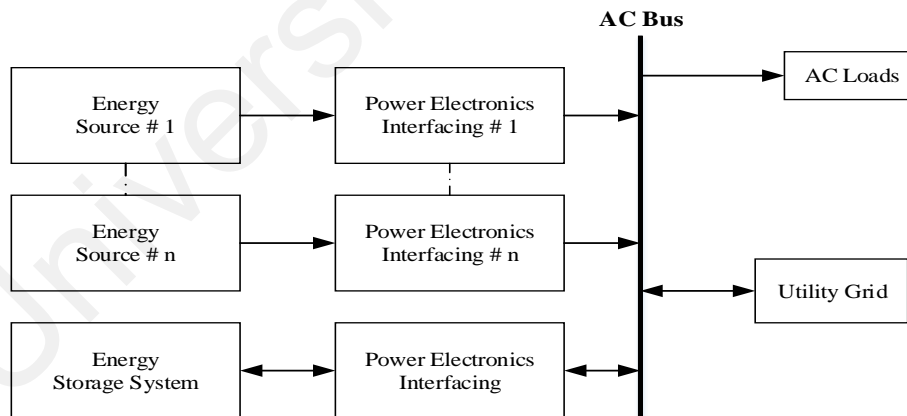 AC Bus
Energy
Source # 1
Power Electronics
Interfacing # 1
AC Loads
Energy
Source # n
Power Electronics
Interfacing # n
Utility Grid
Energy
Storage System
Power Electronics
Interfacing
Universi